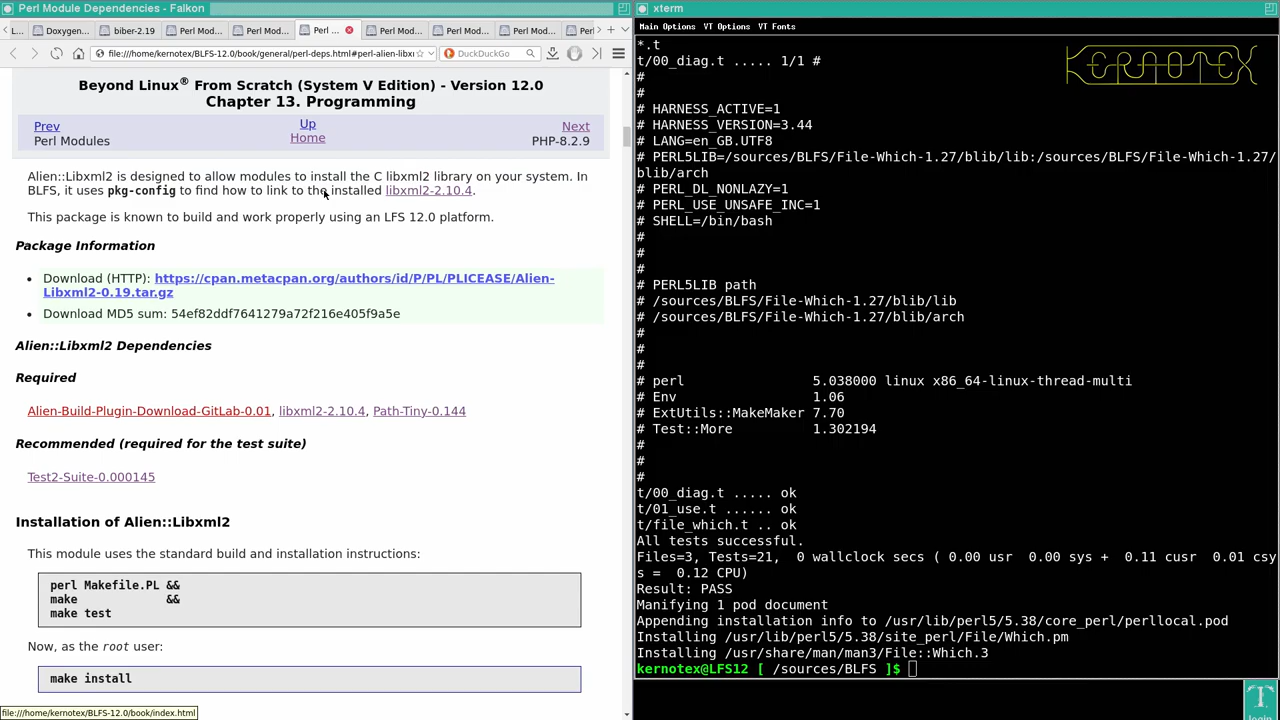 Perl Module Dependencies - Falkon
Doxygen.
biber-2.19
Perl Mod...
Perl Mod...
Perl ...
Perl Mod...
Perl Mod...
Perl Mod...
file:///home/kernotex/BLFS-12.0/book/general/perl-deps.html#perl-alien-libx
DuckDuckGo
Beyond Linux® From Scratch (System V Edition) - Version 12.0
Chapter 13. Programming
Prev
Up
Next
Perl Modules
Home
PHP-8.2.9
Alien::Libxml2 is designed to allow modules to install the C libxml2 library on your system. In
BLFS, it uses pkg-config to find how to link to the installed libxml2-2.10.4.
This package is known to build and work properly using an LFS 12.0 platform.
Package Information
• Download (HTTP): https://cpan.metacpan.org/authors/id/P/PL/PLICEASE/Alien-
Libxml2-0.19.tar.gz
• Download MD5 sum: 54ef82ddf7641279a72f216e405f9a5e
Alien::Libxml2 Dependencies
Required
Alien-Build-Plugin-Download-GitLab-0.01, libxml2-2.10.4, Path-Tiny-0.144
Recommended (required for the test suite)
Test2-Suite-0.000145
Installation of Alien::Libxml2
This module uses the standard build and installation instructions:
perl Makefile.PL &&
make             &&
make test
Now, as the root user:
make install
file:///home/kernotex/BLFS-12.0/book/index.html
xterm
Main Options  VT Options  VT Fonts
KERNOTEX
*.t
t/00_diag.t ..... 1/1 #
#
#
# HARNESS_ACTIVE=1
# HARNESS_VERSION=3.44
# LANG=en_GB.UTF8
# PERL5LIB=/sources/BLFS/File-Which-1.27/blib/lib:/sources/BLFS/File-Which-1.27/
blib/arch
# PERL_DL_NONLAZY=1
# PERL_USE_UNSAFE_INC=1
# SHELL=/bin/bash
#
#
#
# PERL5LIB path
# /sources/BLFS/File-Which-1.27/blib/lib
# /sources/BLFS/File-Which-1.27/blib/arch
#
#
#
# perl                5.038000 linux x86_64-linux-thread-multi
# Env                 1.06
# ExtUtils::MakeMaker 7.70
# Test::More          1.302194
#
#
#
t/00_diag.t ..... ok
t/01_use.t ...... ok
t/file_which.t .. ok
All tests successful.
Files=3, Tests=21,  0 wallclock secs ( 0.00 usr  0.00 sys +  0.11 cusr  0.01 csy
s =  0.12 CPU)
Result: PASS
Manifying 1 pod document
Appending installation info to /usr/lib/perl5/5.38/core_perl/perllocal.pod
Installing /usr/lib/perl5/5.38/site_perl/File/Which.pm
Installing /usr/share/man/man3/File::Which.3
kernotex@LFS12 [ /sources/BLFS ]$
login